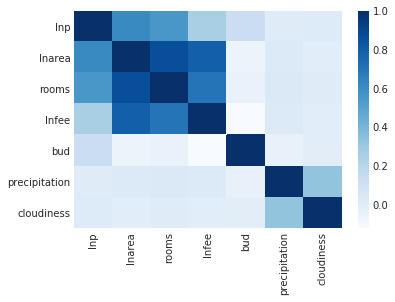 lnp
lnarea
rooms
lnfee
bud
precipitation
cloudiness
lnp
lnarea
rooms
lnfee
bud
precipitation
cloudiness
1.0
0.8
0.6
0.4
0.2
0.0